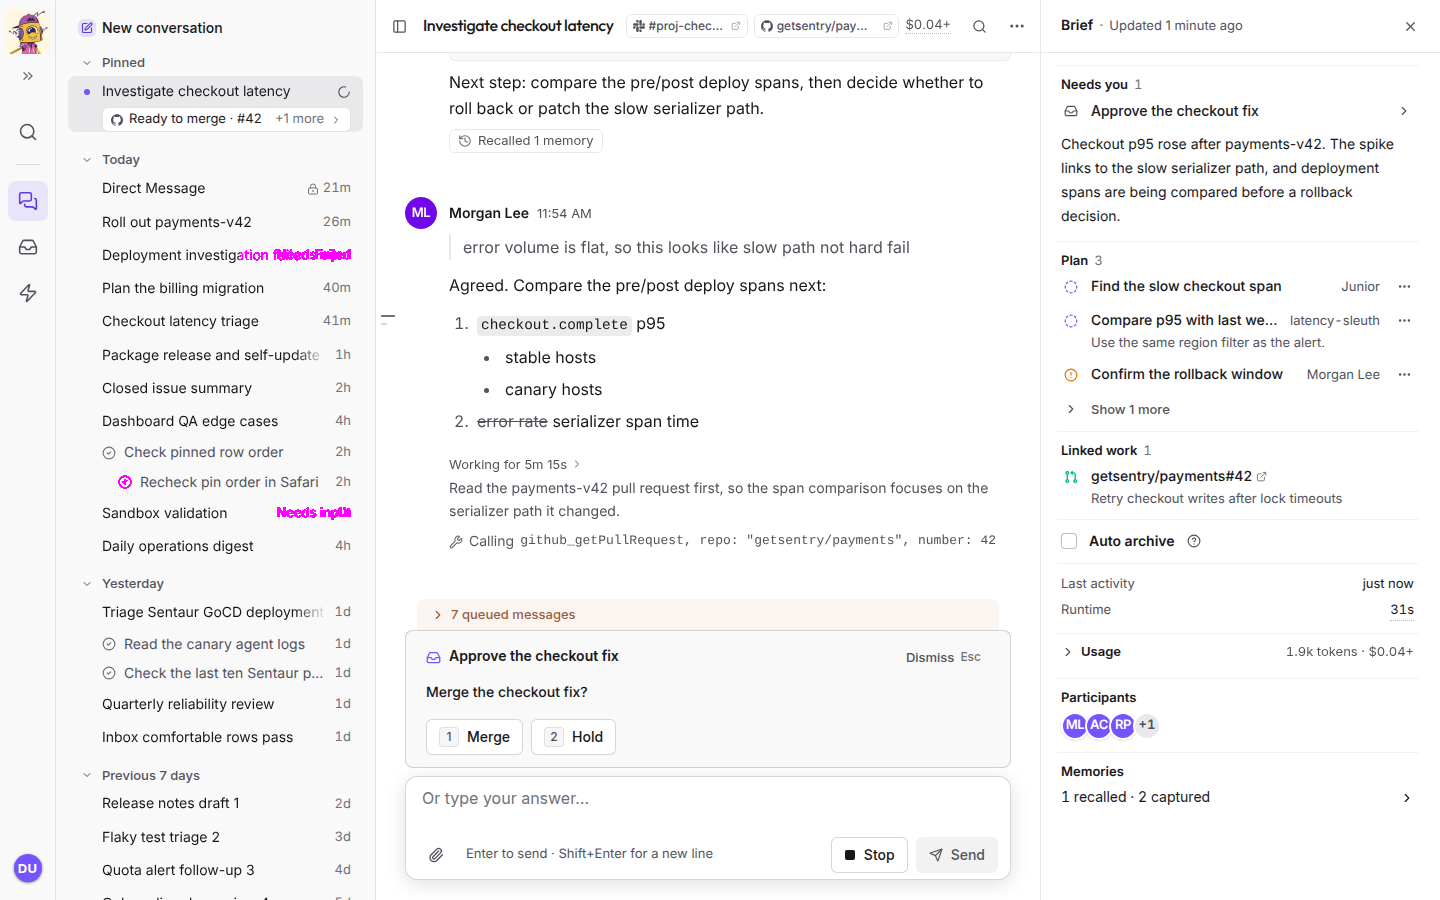 New conversation
Pinned
Investigate checkout latency
Ready to merge · #42 +1 more
Today
Direct Message 21m
Roll out payments-v42 26m
Deployment investigation
Plan the billing migration 40m
Checkout latency triage 41m
Package release and self-update 1h
Closed issue summary 2h
Dashboard QA edge cases 4h
Check pinned row order 2h
Recheck pin order in Safari 2h
Sandbox validation Needs input
Daily operations digest 4h
Yesterday
Triage Sentaur GoCD deployment 1d
Read the canary agent logs 1d
Check the last ten Sentaur p... 1d
Quarterly reliability review 1d
Inbox comfortable rows pass 1d
Previous 7 days
Release notes draft 1 2d
Flaky test triage 2 3d
Quota alert follow-up 3 4d
DU
Investigate checkout latency #proj-chec... getsentry/pay... $0.04+
Next step: compare the pre/post deploy spans, then decide whether to
roll back or patch the slow serializer path.
Recalled 1 memory
ML Morgan Lee 11:54 AM
error volume is flat, so this looks like slow path not hard fail
Agreed. Compare the pre/post deploy spans next:
1. checkout.complete p95
• stable hosts
• canary hosts
2. error rate serializer span time
Working for 5m 15s
Read the payments-v42 pull request first, so the span comparison focuses on the
serializer path it changed.
Calling github_getPullRequest, repo: "getsentry/payments", number: 42
7 queued messages
Approve the checkout fix Dismiss Esc
Merge the checkout fix?
1 Merge 2 Hold
Or type your answer...
Enter to send · Shift+Enter for a new line Stop Send
Brief · Updated 1 minute ago
Needs you 1
Approve the checkout fix
Checkout p95 rose after payments-v42. The spike
links to the slow serializer path, and deployment
spans are being compared before a rollback
decision.
Plan 3
Find the slow checkout span Junior
Compare p95 with last we... latency-sleuth
Use the same region filter as the alert.
Confirm the rollback window Morgan Lee
Show 1 more
Linked work 1
getsentry/payments#42
Retry checkout writes after lock timeouts
Auto archive
Last activity just now
Runtime 31s
Usage 1.9k tokens · $0.04+
Participants
ML AC RP +1
Memories
1 recalled · 2 captured